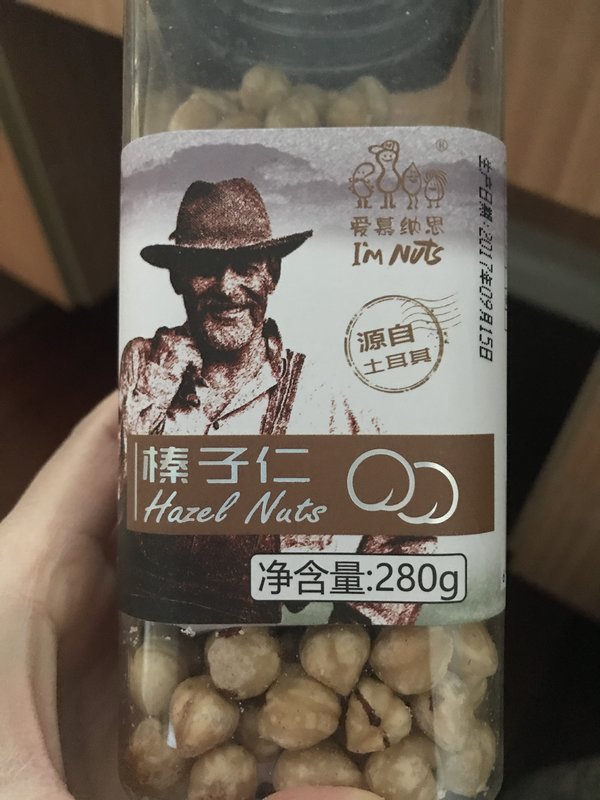 ®
爱慕纳思
I'm Nuts
生产日期:2017年09月15日
源自
土耳其
榛子仁
Hazel Nuts
净含量:280g